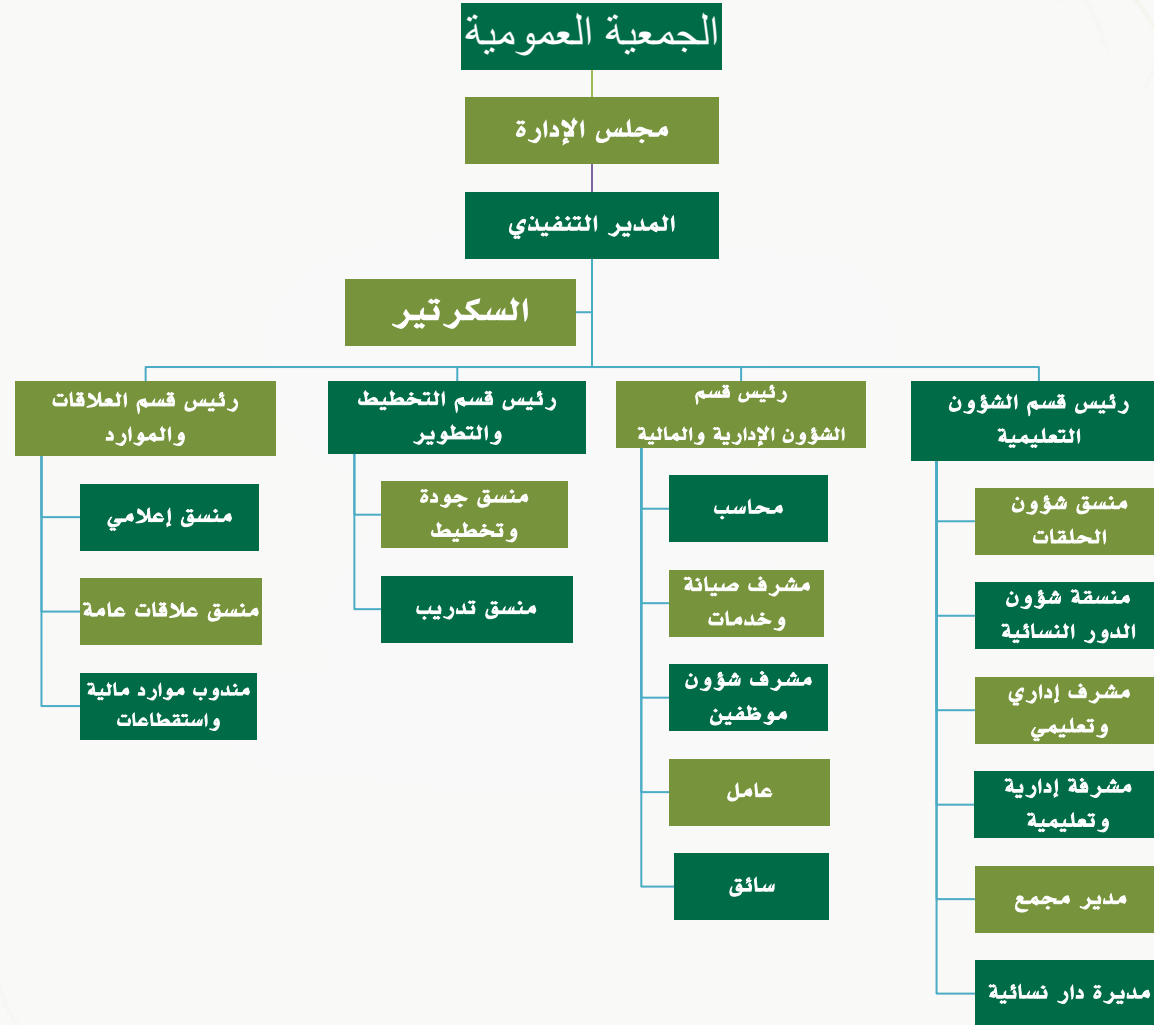 الجمعية العمومية
مجلس الإدارة
المدير التنفيذي
السكرتير
رئيس قسم الشؤون
التعليمية
منسق شؤون
الحلقات
منسقة شؤون
الدور النسائية
مشرف إداري
وتعليمي
مشرفة إدارية
وتعليمية
مدير مجمع
مديرة دار نسائية
رئيس قسم
الشؤون الإدارية والمالية
محاسب
مشرف صيانة
وخدمات
مشرف شؤون
موظفين
عامل
سائق
رئيس قسم التخطيط
والتطوير
منسق جودة
وتخطيط
منسق تدريب
رئيس قسم العلاقات
والموارد
منسق إعلامي
منسق علاقات عامة
مندوب موارد مالية
واستقطاعات